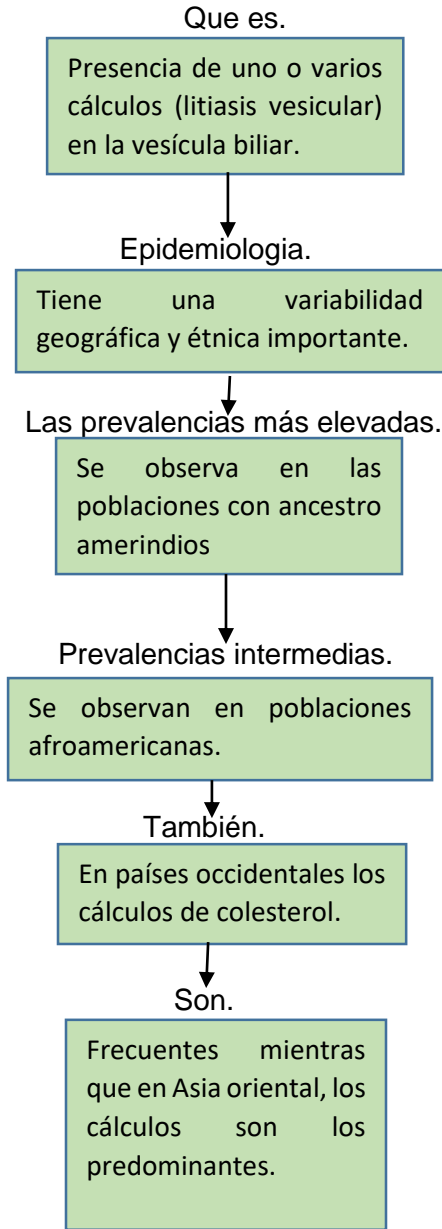 Que es.
Presencia de uno o varios
cálculos (litiasis vesicular)
en la vesícula biliar.
Epidemiologia.
Tiene una variabilidad
geográfica y étnica importante.
Las prevalencias más elevadas.
Se observa en las
poblaciones con ancestro
amerindios
Prevalencias intermedias.
Se observan en poblaciones
afroamericanas.
También.
En países occidentales los
cálculos de colesterol.
Son.
Frecuentes mientras
que en Asia oriental, los
cálculos son los
predominantes.